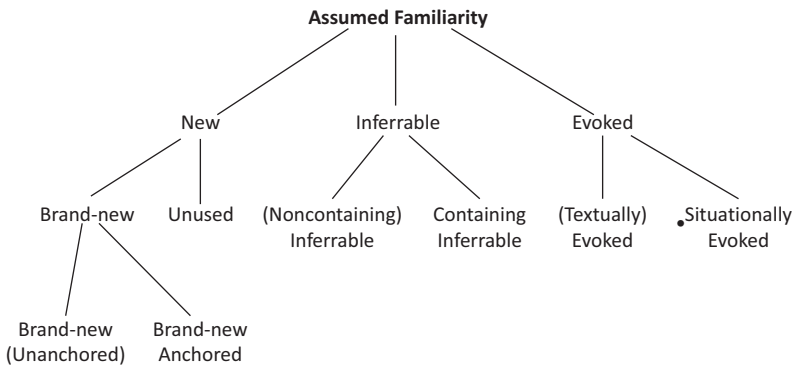 Assumed Familiarity
New
Inferrable
Evoked
Brand-new
Unused
(Noncontaining)
Inferrable
Containing
Inferrable
(Textually)
Evoked
•Situationally
Evoked
Brand-new
(Unanchored)
Brand-new
Anchored